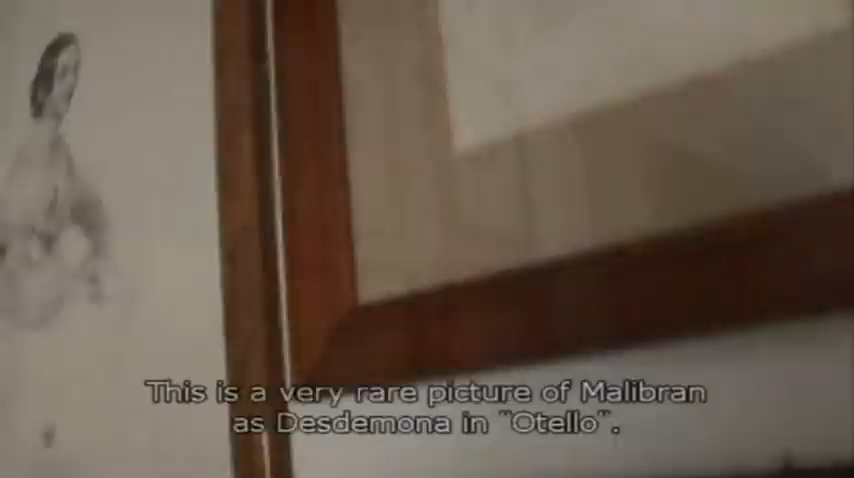 This is a very rare picture of Malibran
as Desdemona in "Otello".